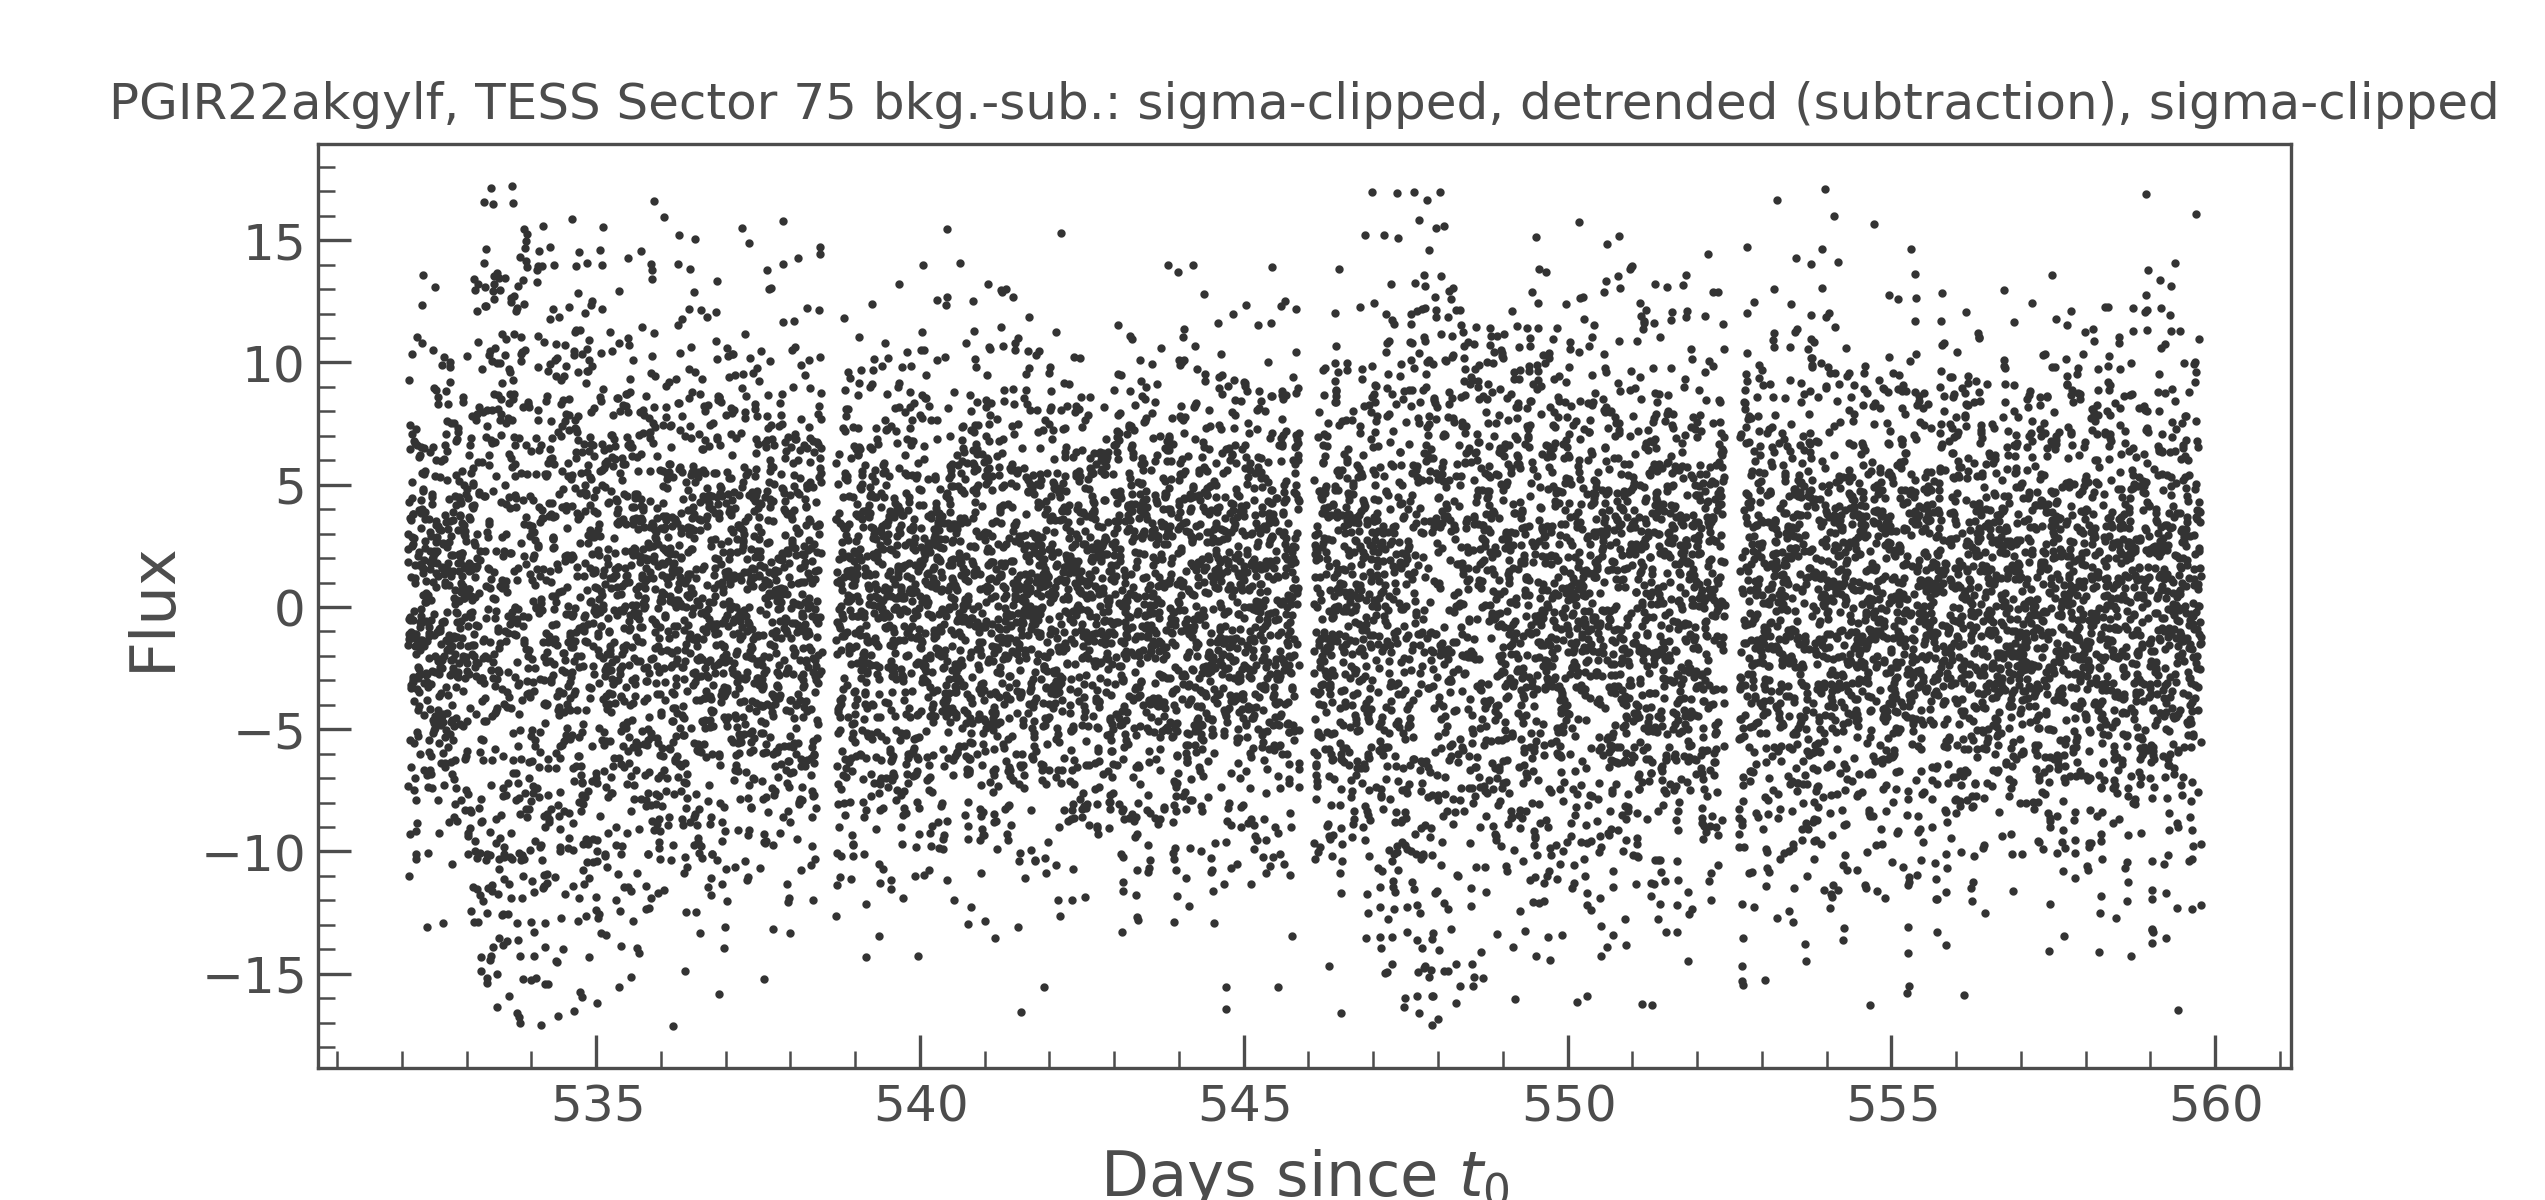 PGIR22akgylf, TESS Sector 75 bkg.-sub.: sigma-clipped, detrended (subtraction), sigma-clipped
Flux
15
10
5
0
−5
−10
−15
535 540 545 550 555 560
Days since t₀